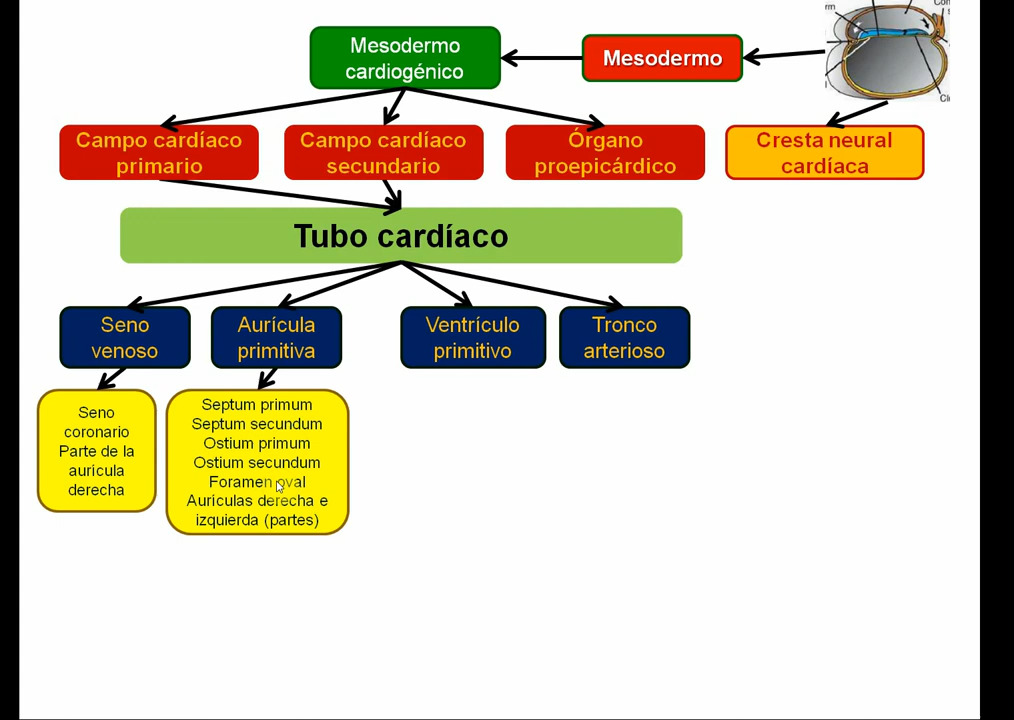 rm
Mesodermo
cardiogénico
Mesodermo
Campo cardíaco
primario
Campo cardíaco
secundario
Órgano
proepicárdico
Cresta neural
cardíaca
Tubo cardíaco
Seno
venoso
Aurícula
primitiva
Ventrículo
primitivo
Tronco
arterioso
Seno
coronario
Parte de la
aurícula
derecha
Septum primum
Septum secundum
Ostium primum
Ostium secundum
Foramen oval
Aurículas derecha e
izquierda (partes)